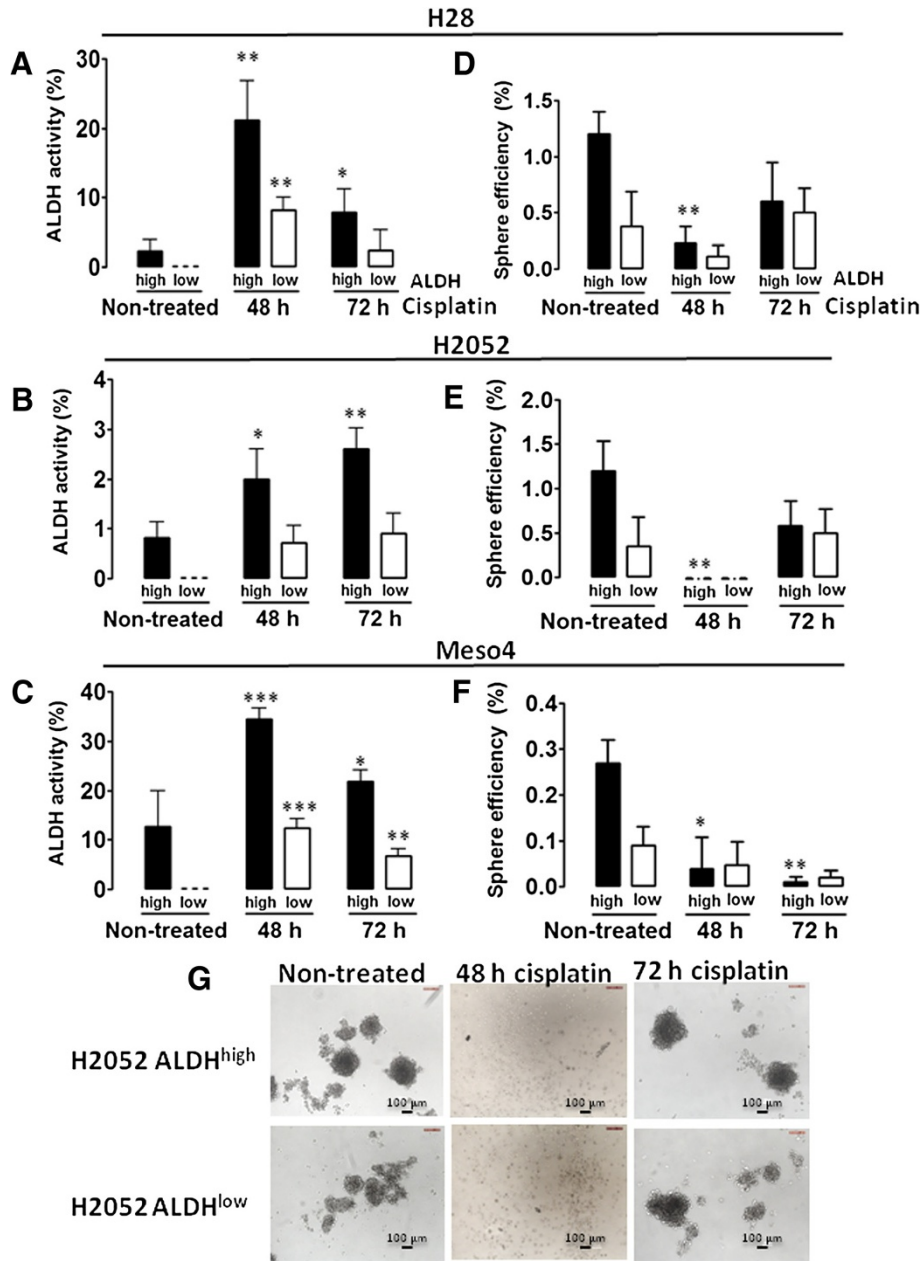 H28
A
ALDH activity (%)
30
20
10
0
**
**
*
high low high low high low ALDH
Non-treated 48 h 72 h Cisplatin
D
Sphere efficiency (%)
1.5
1.0
0.5
0.0
**
high low high low high low ALDH
Non-treated 48 h 72 h Cisplatin
H2052
B
ALDH activity (%)
4
3
2
1
0
*
**
high low high low high low
Non-treated 48 h 72 h
E
Sphere efficiency (%)
2.0
1.5
1.0
0.5
0.0
**
high low high low high low
Non-treated 48 h 72 h
Meso4
C
ALDH activity (%)
40
30
20
10
0
***
***
*
**
high low high low high low
Non-treated 48 h 72 h
F
Sphere efficiency (%)
0.4
0.3
0.2
0.1
0.0
*
**
high low high low high low
Non-treated 48 h 72 h
G
Non-treated 48 h cisplatin 72 h cisplatin
H2052 ALDHhigh
100 µm 100 µm 100 µm
H2052 ALDHlow
100 µm 100 µm 100 µm